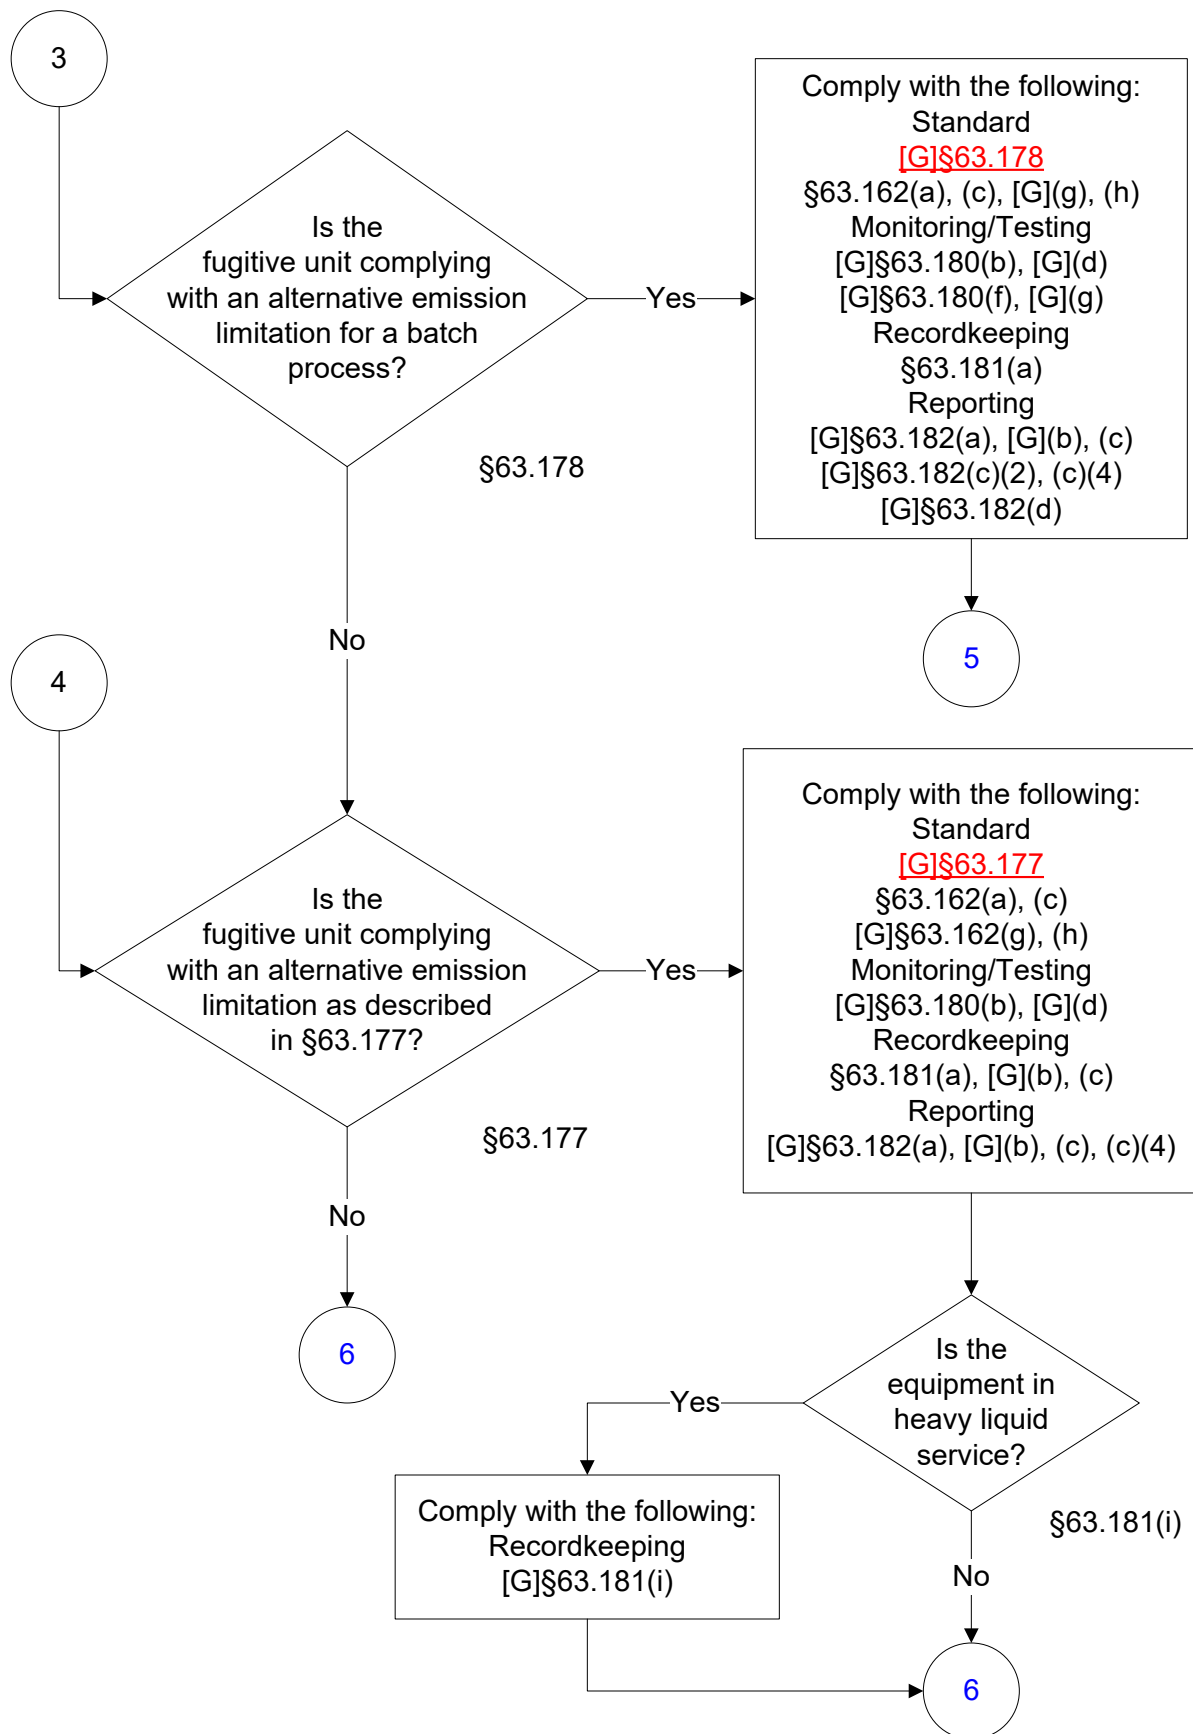 3
Is the
fugitive unit complying
with an alternative emission
limitation for a batch
process?
§63.178
Yes
Comply with the following:
Standard
[G]§63.178
§63.162(a), (c), [G](g), (h)
Monitoring/Testing
[G]§63.180(b), [G](d)
[G]§63.180(f), [G](g)
Recordkeeping
§63.181(a)
Reporting
[G]§63.182(a), [G](b), (c)
[G]§63.182(c)(2), (c)(4)
[G]§63.182(d)
5
No
4
Is the
fugitive unit complying
with an alternative emission
limitation as described
in §63.177?
§63.177
Yes
Comply with the following:
Standard
[G]§63.177
§63.162(a), (c)
[G]§63.162(g), (h)
Monitoring/Testing
[G]§63.180(b), [G](d)
Recordkeeping
§63.181(a), [G](b), (c)
Reporting
[G]§63.182(a), [G](b), (c), (c)(4)
No
6
Is the
equipment in
heavy liquid
service?
§63.181(i)
Yes
Comply with the following:
Recordkeeping
[G]§63.181(i)
No
6